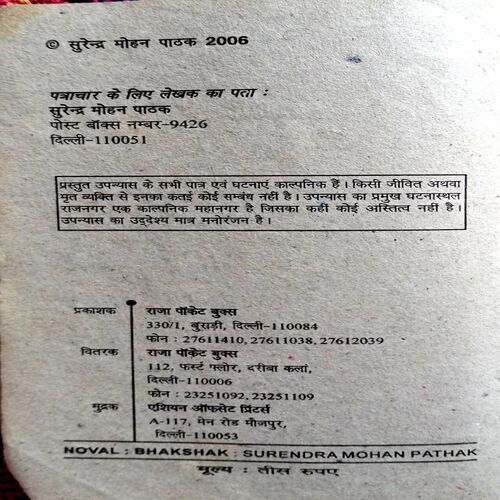 © सुरेन्द्र मोहन पाठक 2006
पत्राचार के लिए लेखक का पता :
सुरेन्द्र मोहन पाठक
पोस्ट बॉक्स नम्बर-9426
दिल्ली-110051
प्रस्तुत उपन्यास के सभी पात्र एवं घटनाएं काल्पनिक हैं। किसी जीवित अथवा
मृत व्यक्ति से इनका कतई कोई सम्बंध नहीं है। उपन्यास का प्रमुख घटनास्थल
राजनगर एक काल्पनिक महानगर है जिसका कहीं कोई अस्तित्व नहीं है।
उपन्यास का उद्देश्य मात्र मनोरंजन है।
प्रकाशक राजा पॉकेट बुक्स
330/1, बुराड़ी, दिल्ली-110084
फोन : 27611410, 27611038, 27612039
वितरक राजा पॉकेट बुक्स
112, फर्स्ट फ्लोर, दरीबा कलां,
दिल्ली-110006
फोन : 23251092, 23251109
मुद्रक एशियन ऑफसेट प्रिंटर्स
A-117, मेन रोड मौजपुर,
दिल्ली-110053
NOVAL : BHAKSHAK : SURENDRA MOHAN PATHAK
मूल्य : तीस रुपए